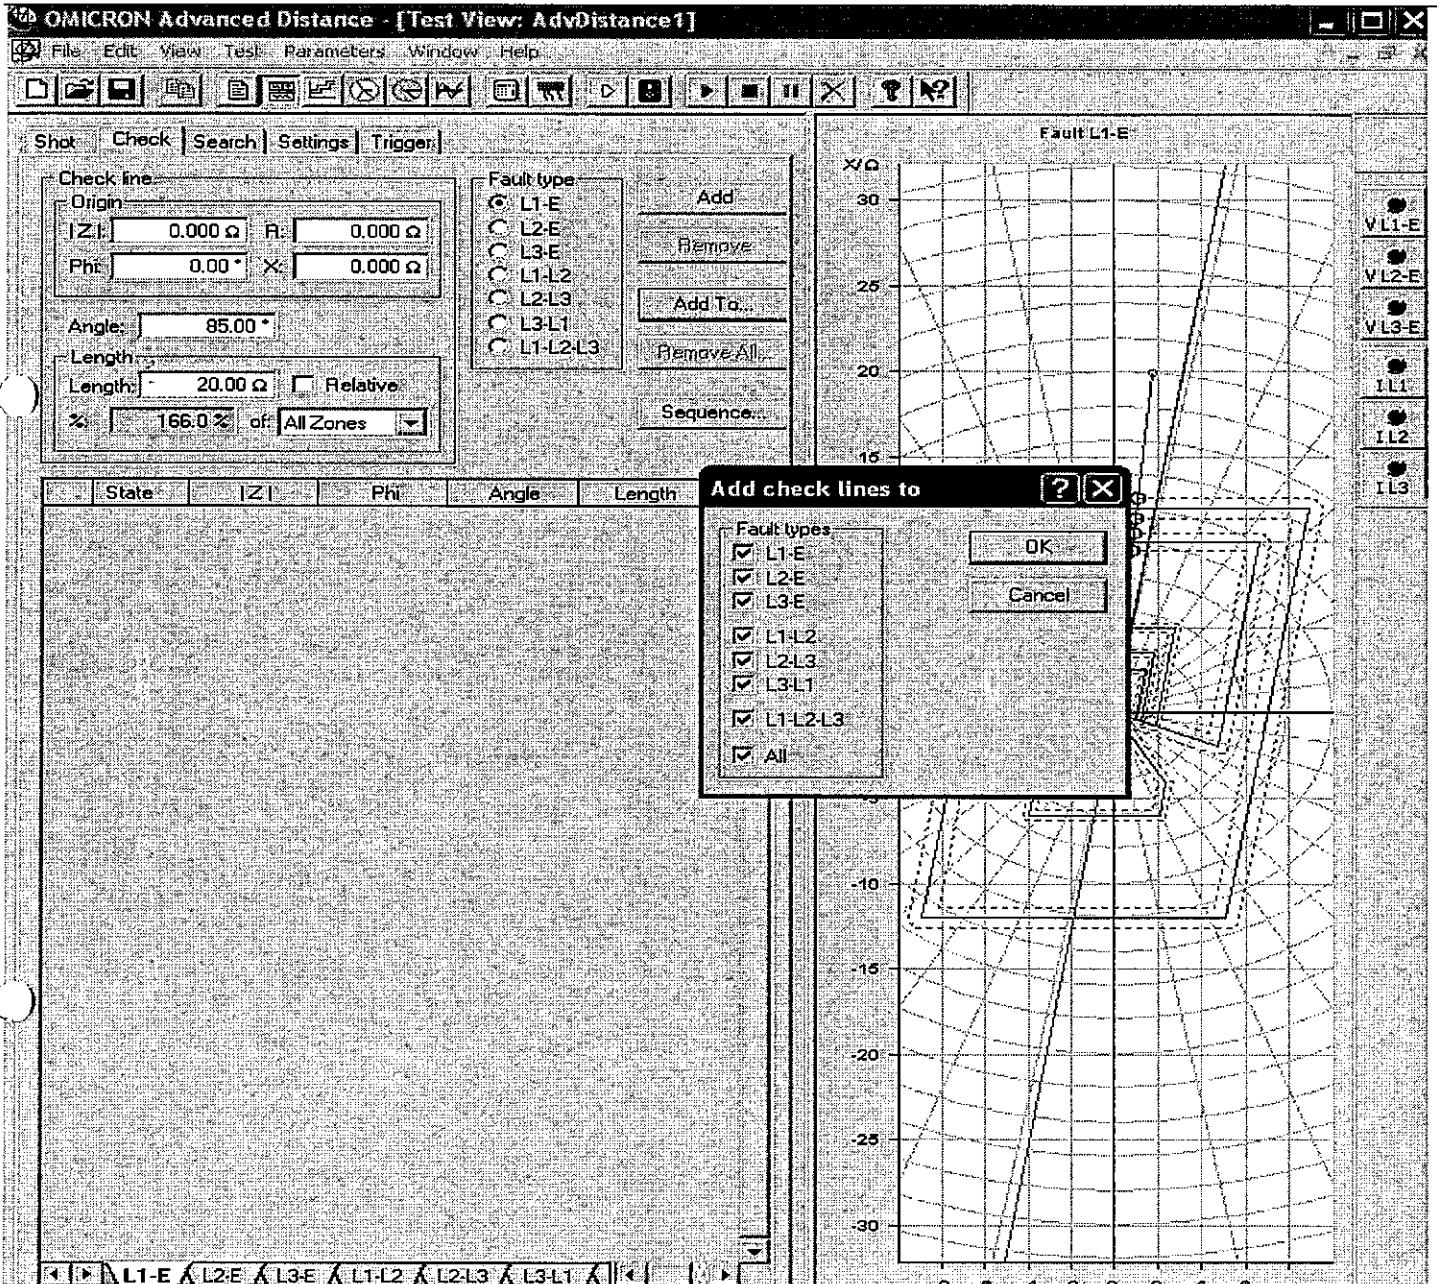 OMICRON Advanced Distance - [Test View: AdvDistance1]
File Edit View Test Parameters Window Help
Shot Check Search Settings Trigger
Check line
Origin
|Z|: 0.000 Ω R: 0.000 Ω
Phi: 0.00 ° X: 0.000 Ω
Angle: 85.00 °
Length
Length: 20.00 Ω Relative
%: 166.0 % of: All Zones
Fault type
L1-E
L2-E
L3-E
L1-L2
L2-L3
L3-L1
L1-L2-L3
Add
Remove
Add To...
Remove All...
Sequence...
State |Z| Phi Angle Length
L1-E L2-E L3-E L1-L2 L2-L3 L3-L1
Add check lines to
Fault types
L1-E
L2-E
L3-E
L1-L2
L2-L3
L3-L1
L1-L2-L3
All
OK
Cancel
Fault L1-E
X/Ω
30
25
20
15
-10
-15
-20
-25
-30
V L1-E
V L2-E
V L3-E
I L1
I L2
I L3